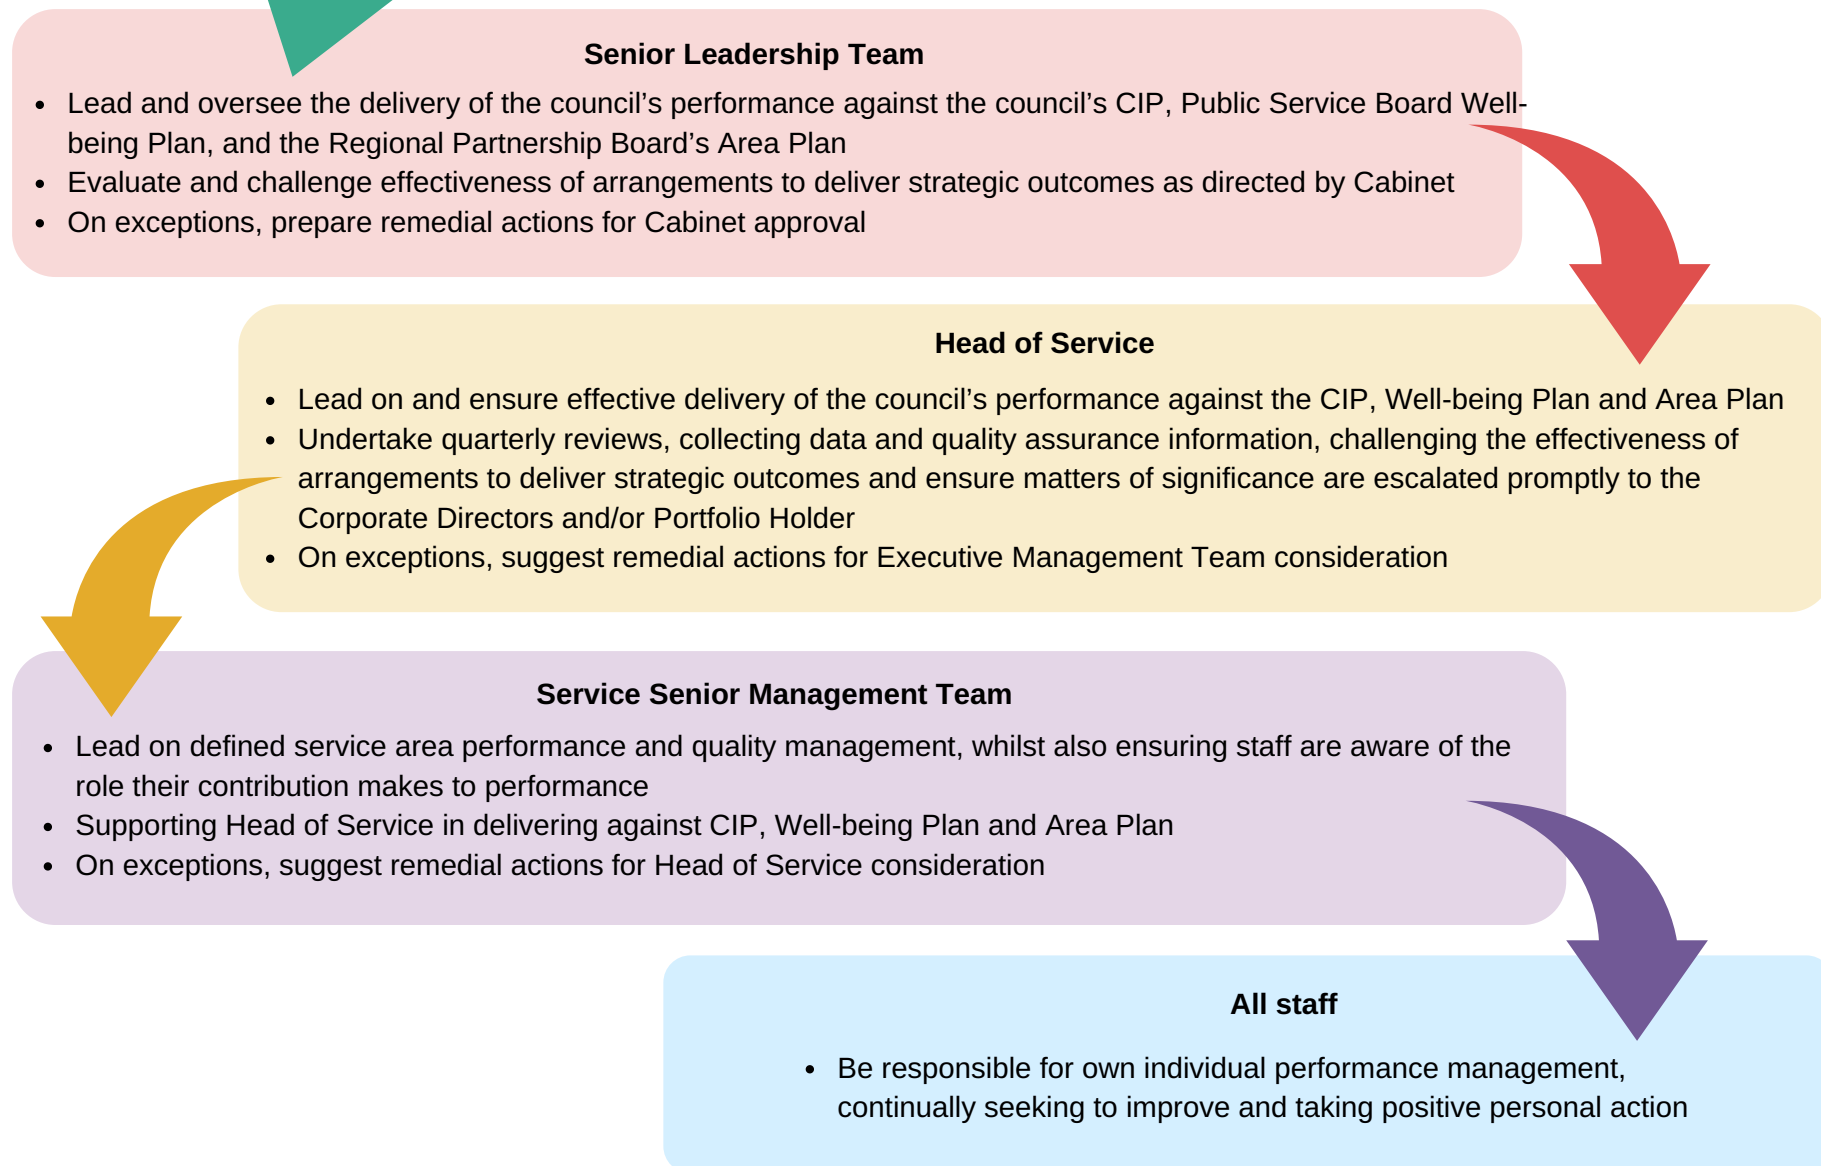 Senior Leadership Team
• Lead and oversee the delivery of the council’s performance against the council’s CIP, Public Service Board Well-
being Plan, and the Regional Partnership Board’s Area Plan
• Evaluate and challenge effectiveness of arrangements to deliver strategic outcomes as directed by Cabinet
• On exceptions, prepare remedial actions for Cabinet approval
Head of Service
• Lead on and ensure effective delivery of the council’s performance against the CIP, Well-being Plan and Area Plan
• Undertake quarterly reviews, collecting data and quality assurance information, challenging the effectiveness of
arrangements to deliver strategic outcomes and ensure matters of significance are escalated promptly to the
Corporate Directors and/or Portfolio Holder
• On exceptions, suggest remedial actions for Executive Management Team consideration
Service Senior Management Team
• Lead on defined service area performance and quality management, whilst also ensuring staff are aware of the
role their contribution makes to performance
• Supporting Head of Service in delivering against CIP, Well-being Plan and Area Plan
• On exceptions, suggest remedial actions for Head of Service consideration
All staff
• Be responsible for own individual performance management,
continually seeking to improve and taking positive personal action